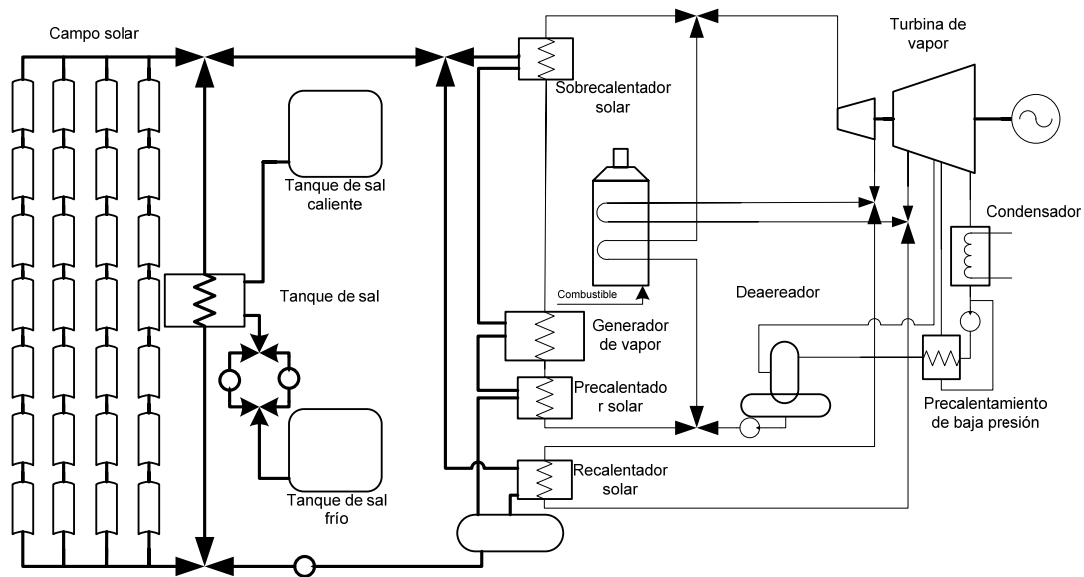 Campo solar
Turbina de
vapor
Sobrecalentador
solar
Tanque de sal
caliente
Condensador
Tanque de sal
Combustible
Deaereador
Generador
de vapor
Precalentado
r solar
Precalentamiento
de baja presión
Recalentador
solar
Tanque de sal
frío